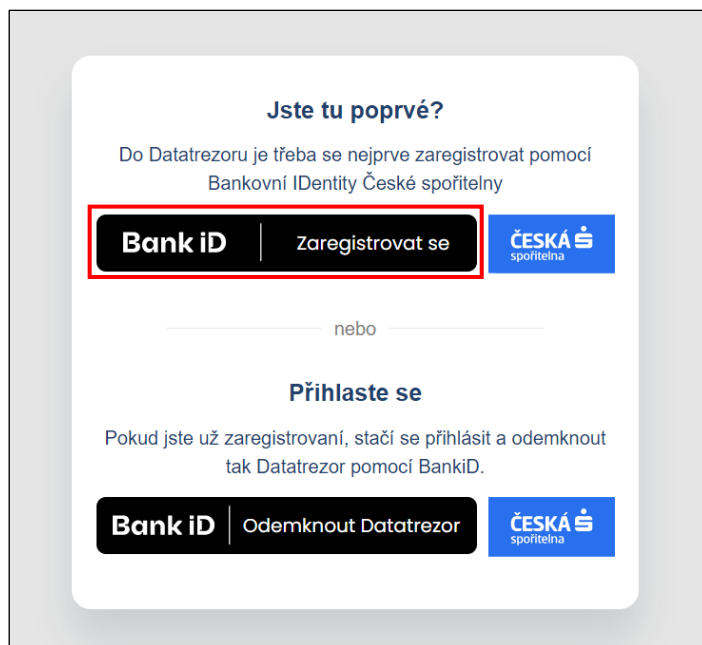 Jste tu poprvé?
Do Datatrezoru je třeba se nejprve zaregistrovat pomocí
Bankovní IDentity České spořitelny
Bank iD | Zaregistrovat se
ČESKÁ
spořitelna
nebo
Přihlaste se
Pokud jste už zaregistrovaní, stačí se přihlásit a odemknout
tak Datatrezor pomocí BankiD.
Bank iD | Odemknout Datatrezor
ČESKÁ
spořitelna